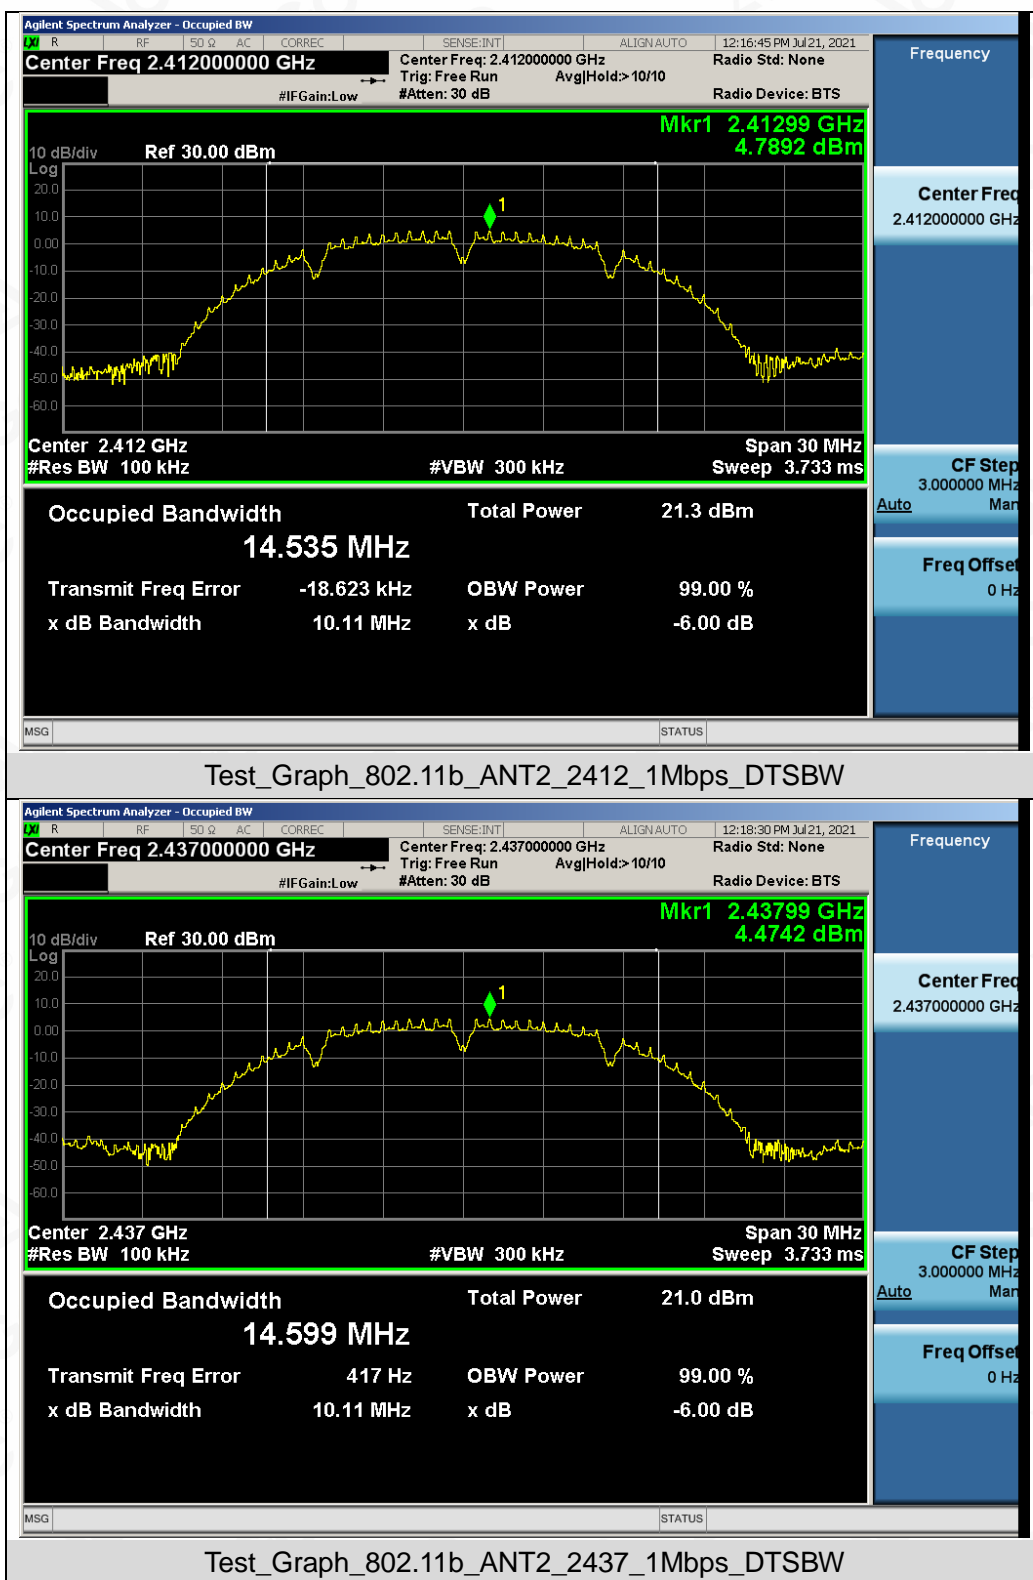 Agilent Spectrum Analyzer - Occupied BW
LXI R RF 50 Ω AC CORREC SENSE:INT ALIGN AUTO 12:16:45 PM Jul 21, 2021
Center Freq 2.412000000 GHz Center Freq: 2.412000000 GHz Radio Std: None Frequency
Trig: Free Run Avg|Hold:> 10/10
#IFGain:Low #Atten: 30 dB Radio Device: BTS
Mkr1 2.41299 GHz
4.7892 dBm
10 dB/div Ref 30.00 dBm
Log
20.0
10.0
0.00
-10.0
-20.0
-30.0
-40.0
-50.0
-60.0
1
Center Freq
2.412000000 GHz
Center 2.412 GHz Span 30 MHz
#Res BW 100 kHz #VBW 300 kHz Sweep 3.733 ms
CF Step
3.000000 MHz
Auto Man
Occupied Bandwidth Total Power 21.3 dBm
14.535 MHz
Transmit Freq Error -18.623 kHz OBW Power 99.00 %
x dB Bandwidth 10.11 MHz x dB -6.00 dB
Freq Offset
0 Hz
MSG STATUS
Test_Graph_802.11b_ANT2_2412_1Mbps_DTSBW
Agilent Spectrum Analyzer - Occupied BW
LXI R RF 50 Ω AC CORREC SENSE:INT ALIGN AUTO 12:18:30 PM Jul 21, 2021
Center Freq 2.437000000 GHz Center Freq: 2.437000000 GHz Radio Std: None Frequency
Trig: Free Run Avg|Hold:> 10/10
#IFGain:Low #Atten: 30 dB Radio Device: BTS
Mkr1 2.43799 GHz
4.4742 dBm
10 dB/div Ref 30.00 dBm
Log
20.0
10.0
0.00
-10.0
-20.0
-30.0
-40.0
-50.0
-60.0
1
Center Freq
2.437000000 GHz
Center 2.437 GHz Span 30 MHz
#Res BW 100 kHz #VBW 300 kHz Sweep 3.733 ms
CF Step
3.000000 MHz
Auto Man
Occupied Bandwidth Total Power 21.0 dBm
14.599 MHz
Transmit Freq Error 417 Hz OBW Power 99.00 %
x dB Bandwidth 10.11 MHz x dB -6.00 dB
Freq Offset
0 Hz
MSG STATUS
Test_Graph_802.11b_ANT2_2437_1Mbps_DTSBW